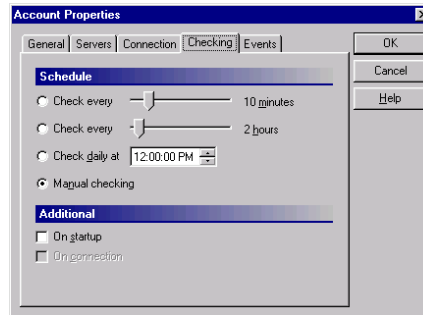 Account Properties
General Servers Connection Checking Events
OK
Cancel
Help
Schedule
Check every 10 minutes
Check every 2 hours
Check daily at 12:00:00 PM
Manual checking
Additional
On startup
On connection